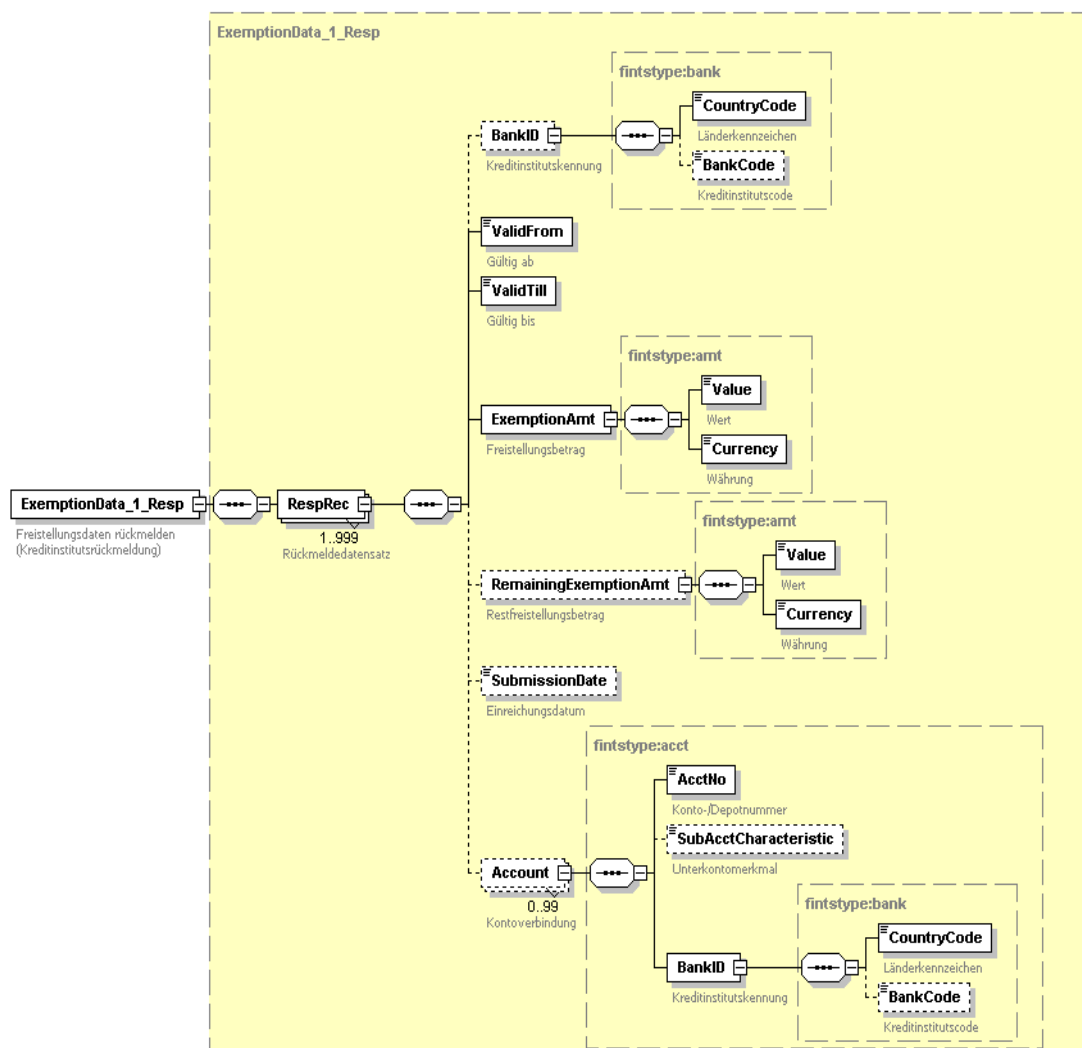 ExemptionData_1_Resp
fintstype:bank
CountryCode
Länderkennzeichen
BankID
Kreditinstitutskennung
BankCode
Kreditinstitutscode
ValidFrom
Gültig ab
ValidTill
Gültig bis
fintstype:amt
Value
Wert
ExemptionAmt
Freistellungsbetrag
Currency
Währung
ExemptionData_1_Resp
Freistellungsdaten rückmelden
(Kreditinstitutsrückmeldung)
RespRec
1..999
Rückmeldedatensatz
fintstype:amt
Value
Wert
RemainingExemptionAmt
Restfreistellungsbetrag
Currency
Währung
SubmissionDate
Einreichungsdatum
fintstype:acct
AcctNo
Konto-/Depotnummer
SubAcctCharacteristic
Unterkontomerkmal
Account
0..99
Kontoverbindung
fintstype:bank
CountryCode
Länderkennzeichen
BankID
Kreditinstitutskennung
BankCode
Kreditinstitutscode